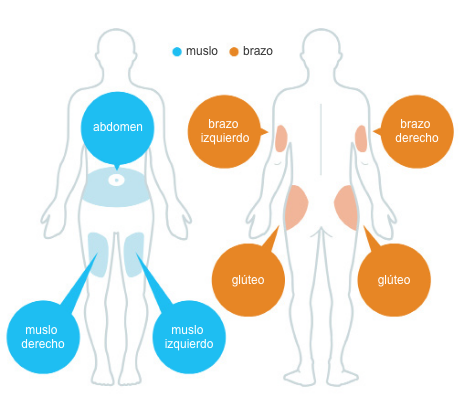 muslo
brazo
abdomen
brazo
izquierdo
brazo
derecho
muslo
derecho
muslo
izquierdo
glúteo
glúteo